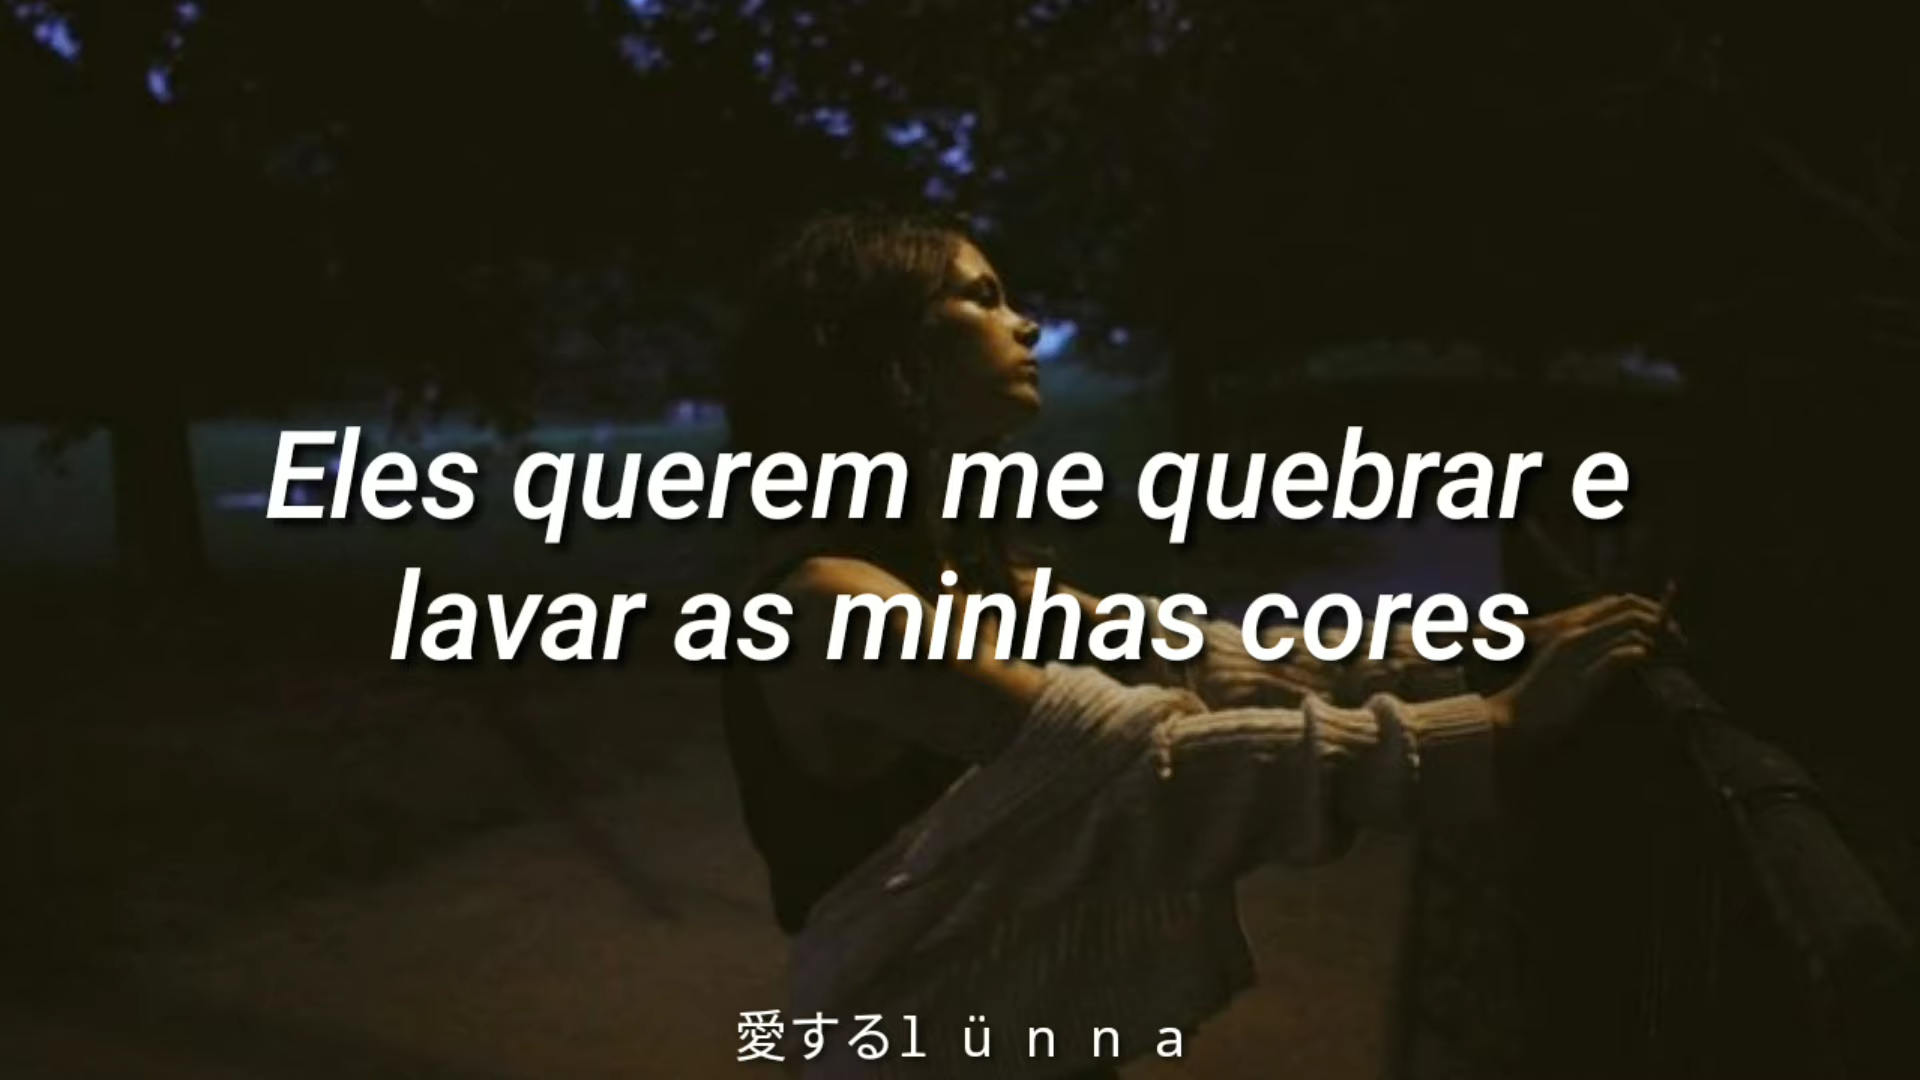 Eles querem me quebrar e
lavar as minhas cores
愛するl ü n n a